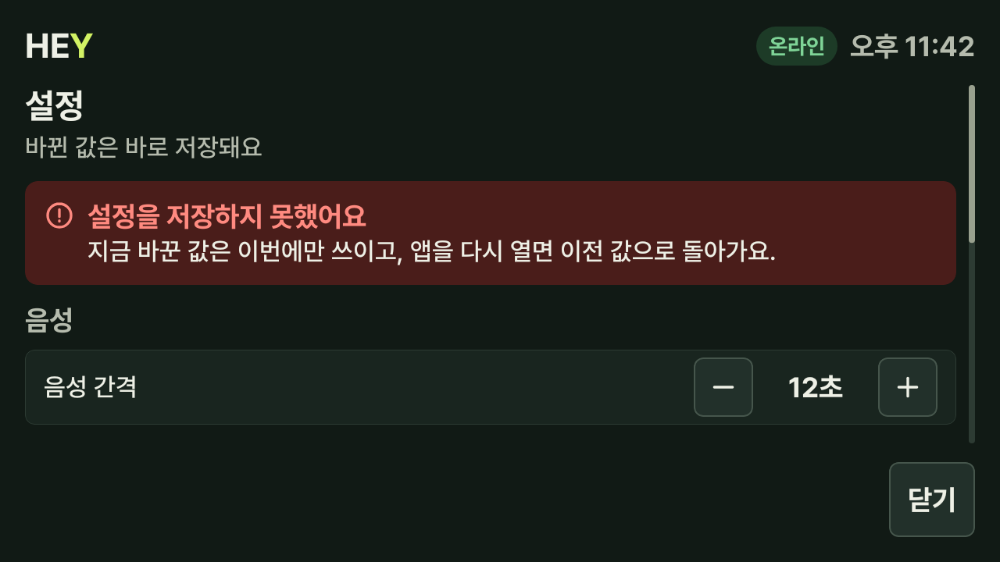 HEY
온라인 오후 11:42
설정
바뀐 값은 바로 저장돼요
설정을 저장하지 못했어요
지금 바꾼 값은 이번에만 쓰이고, 앱을 다시 열면 이전 값으로 돌아가요.
음성
음성 간격 − 12초 +
닫기